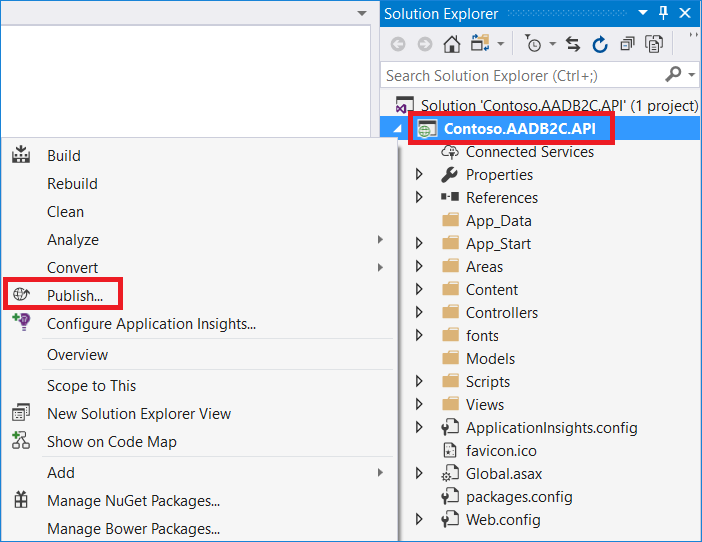 Solution Explorer
Search Solution Explorer (Ctrl+;)
Solution 'Contoso.AADB2C.API' (1 project)
Contoso.AADB2C.API
Connected Services
Properties
References
App_Data
App_Start
Areas
Content
Controllers
fonts
Models
Scripts
Views
ApplicationInsights.config
favicon.ico
Global.asax
packages.config
Web.config
Build
Rebuild
Clean
Analyze
Convert
Publish...
Configure Application Insights...
Overview
Scope to This
New Solution Explorer View
Show on Code Map
Add
Manage NuGet Packages...
Manage Bower Packages...